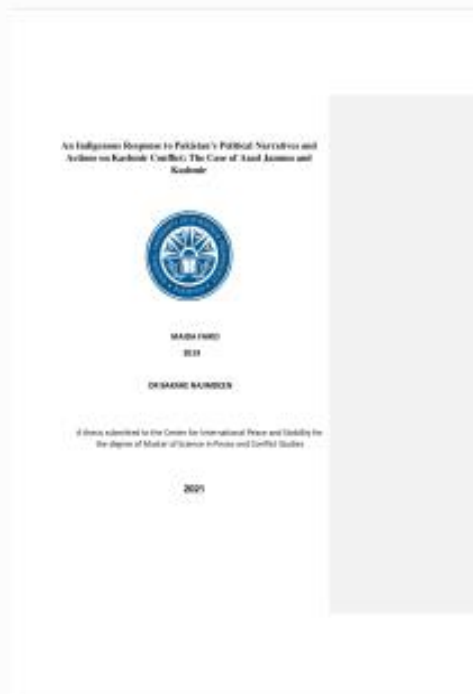 An Indigenous Response to Pakistan's Political Narratives and
Actions on Kashmir Conflict: The Case of Azad Jammu and
Kashmir
2019
DR BAKARE NAJIMDEEN
A thesis submitted to the Center for International Peace and Stability for
the degree of Master of Science in Peace and Conflict Studies
2021